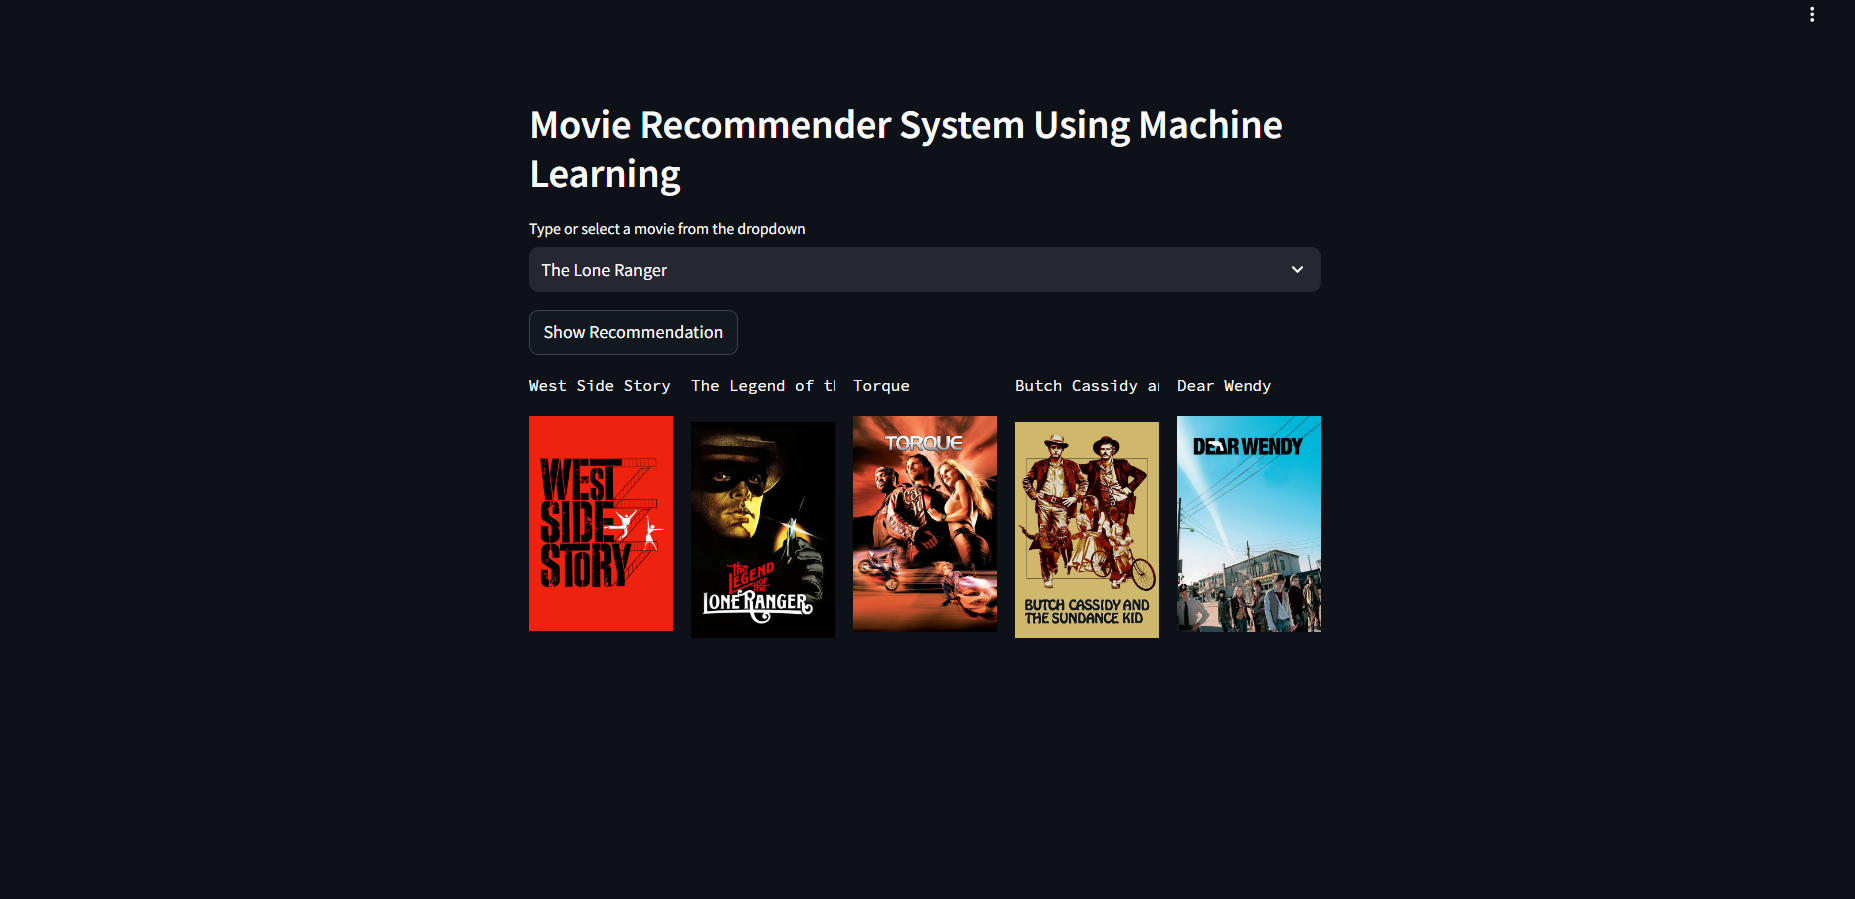 Movie Recommender System Using Machine
Learning
Type or select a movie from the dropdown
The Lone Ranger
Show Recommendation
West Side Story
The Legend of th
Torque
Butch Cassidy an
Dear Wendy
WEST
SIDE
STORY
the
LEGEND
OF
the
LONE RANGER
TORQUE
BUTCH CASSIDY AND
THE SUNDANCE KID
DEAR WENDY